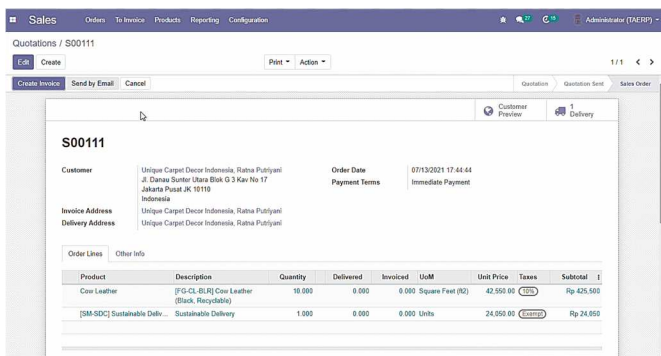 Sales Orders To Invoice Products Reporting Configuration 27 18 Administrator (TAERP)
Quotations / S00111
Edit Create Print Action 1 / 1
Create Invoice Send by Email Cancel Quotation Quotation Sent Sales Order
Customer Preview 1 Delivery
S00111
Customer Unique Carpet Decor Indonesia, Ratna Putriyani Order Date 07/13/2021 17:44:44
Jl. Danau Sunter Utara Blok G 3 Kav No 17 Payment Terms Immediate Payment
Jakarta Pusat JK 10110
Indonesia
Invoice Address Unique Carpet Decor Indonesia, Ratna Putriyani
Delivery Address Unique Carpet Decor Indonesia, Ratna Putriyani
Order Lines Other Info
Product Description Quantity Delivered Invoiced UoM Unit Price Taxes Subtotal
Cow Leather [FG-CL-BLR] Cow Leather 10.000 0.000 0.000 Square Feet (ft2) 42,550.00 10% Rp 425,500
(Black, Recyclable)
[SM-SDC] Sustainable Deliv... Sustainable Delivery 1.000 0.000 0.000 Units 24,050.00 Exempt Rp 24,050